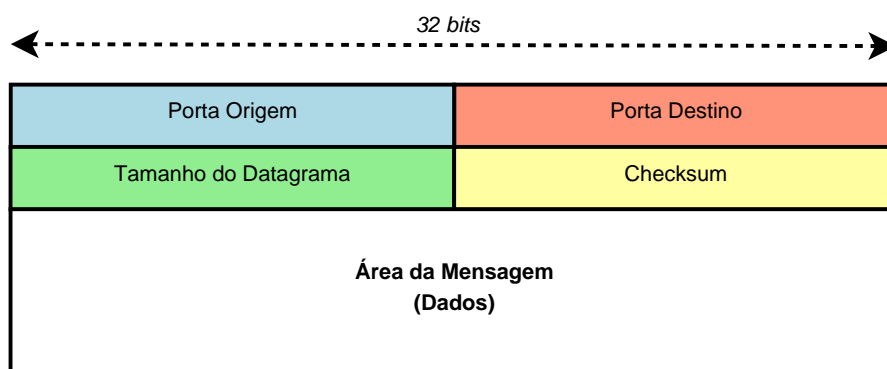 32 bits
Porta Origem
Porta Destino
Tamanho do Datagrama
Checksum
Área da Mensagem
(Dados)